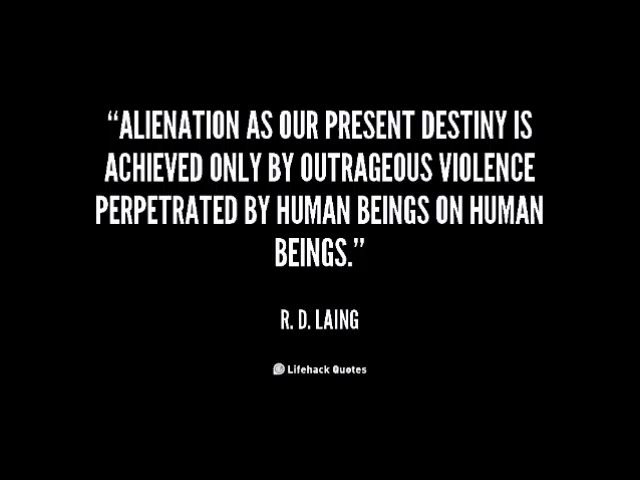 “ALIENATION AS OUR PRESENT DESTINY IS
ACHIEVED ONLY BY OUTRAGEOUS VIOLENCE
PERPETRATED BY HUMAN BEINGS ON HUMAN
BEINGS.”
R. D. LAING
Lifehack Quotes